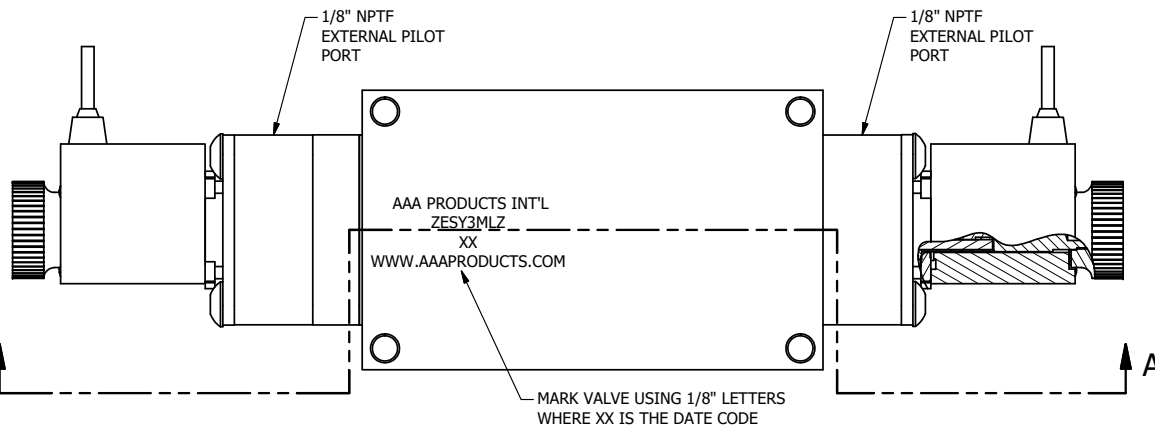 1/8" NPTF
EXTERNAL PILOT
PORT
1/8" NPTF
EXTERNAL PILOT
PORT
AAA PRODUCTS INT'L
ZESY3MLZ
XX
WWW.AAAPRODUCTS.COM
A
MARK VALVE USING 1/8" LETTERS
WHERE XX IS THE DATE CODE